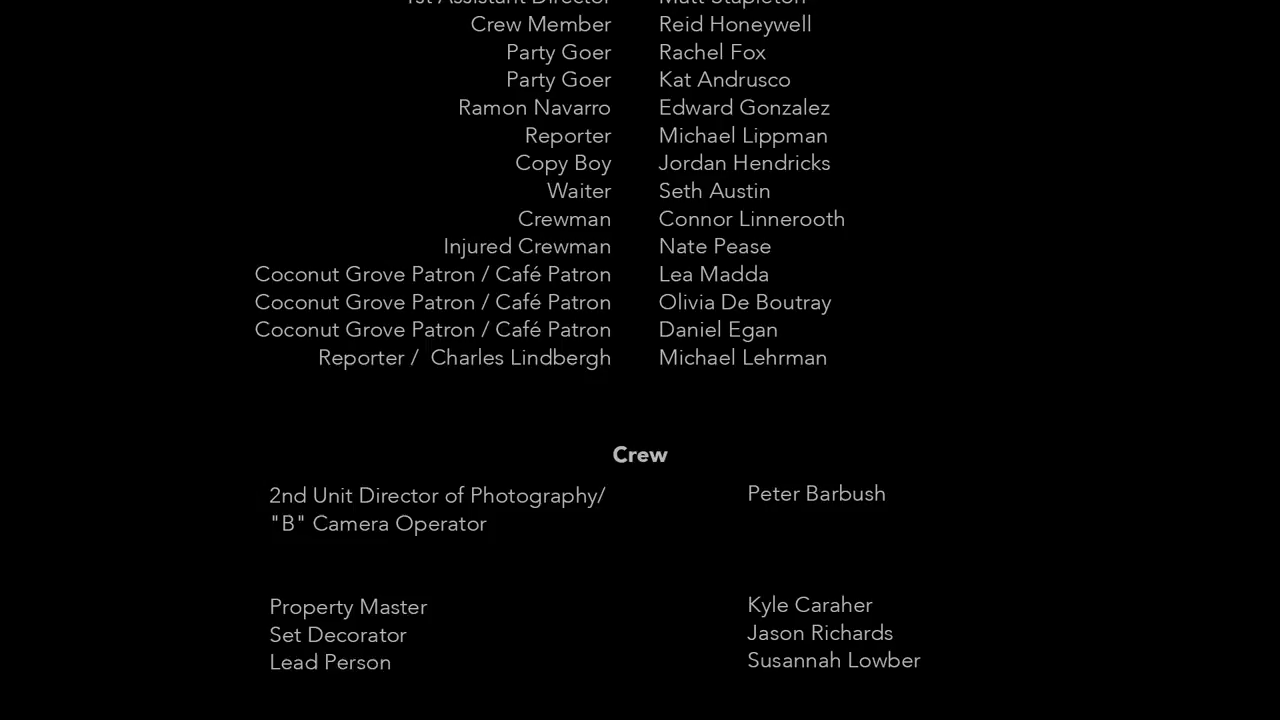 1st Assistant Director Matt Stapleton
Crew Member Reid Honeywell
Party Goer Rachel Fox
Party Goer Kat Andrusco
Ramon Navarro Edward Gonzalez
Reporter Michael Lippman
Copy Boy Jordan Hendricks
Waiter Seth Austin
Crewman Connor Linnerooth
Injured Crewman Nate Pease
Coconut Grove Patron / Café Patron Lea Madda
Coconut Grove Patron / Café Patron Olivia De Boutray
Coconut Grove Patron / Café Patron Daniel Egan
Reporter / Charles Lindbergh Michael Lehrman
Crew
2nd Unit Director of Photography/ Peter Barbush
"B" Camera Operator
Property Master Kyle Caraher
Set Decorator Jason Richards
Lead Person Susannah Lowber